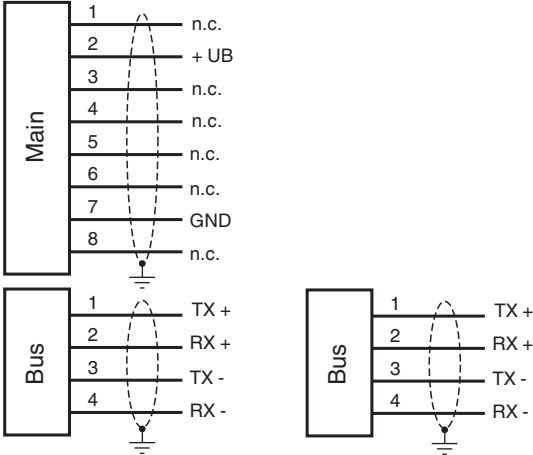 Main
1 n.c.
2 + UB
3 n.c.
4 n.c.
5 n.c.
6 n.c.
7 GND
8 n.c.
Bus
1 TX +
2 RX +
3 TX -
4 RX -
Bus
1 TX +
2 RX +
3 TX -
4 RX -